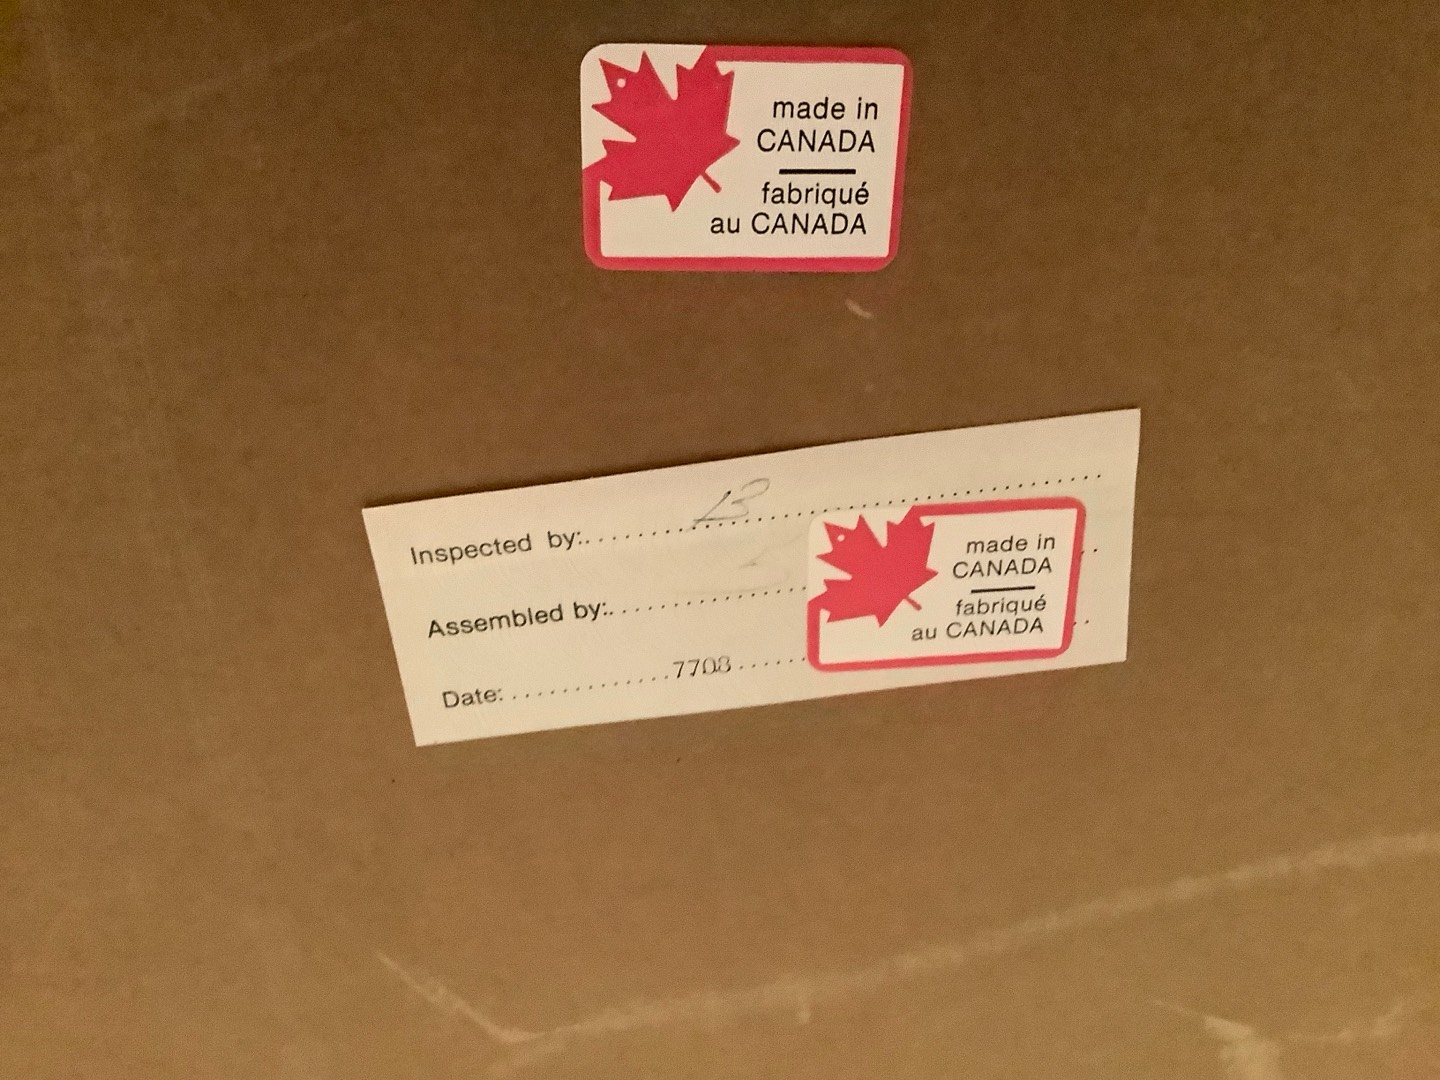 made in
CANADA
fabriqué
au CANADA
Inspected by:
made in
CANADA
Assembled by:
fabriqué
au CANADA
Date: 7708